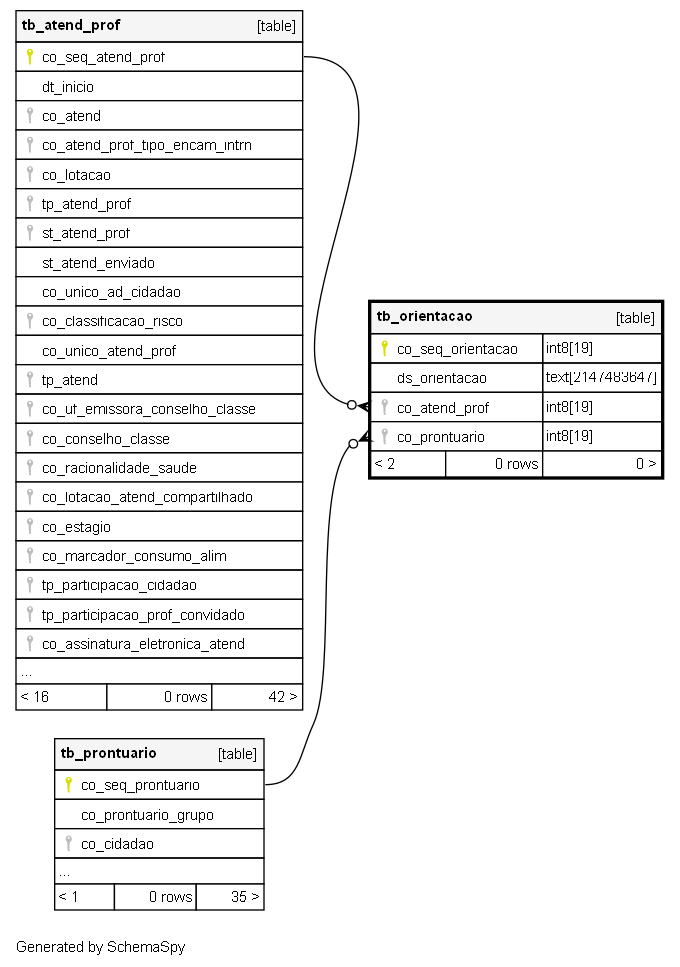 tb_atend_prof [table]
co_seq_atend_prof
dt_inicio
co_atend
co_atend_prof_tipo_encam_intrn
co_lotacao
tp_atend_prof
st_atend_prof
st_atend_enviado
co_unico_ad_cidadao
co_classificacao_risco
co_unico_atend_prof
tp_atend
co_uf_emissora_conselho_classe
co_conselho_classe
co_racionalidade_saude
co_lotacao_atend_compartilhado
co_estagio
co_marcador_consumo_alim
tp_participacao_cidadao
tp_participacao_prof_convidado
co_assinatura_eletronica_atend
...
< 16 0 rows 42 >
tb_orientacao [table]
co_seq_orientacao int8[19]
ds_orientacao text[2147483647]
co_atend_prof int8[19]
co_prontuario int8[19]
< 2 0 rows 0 >
tb_prontuario [table]
co_seq_prontuario
co_prontuario_grupo
co_cidadao
...
< 1 0 rows 35 >
Generated by SchemaSpy